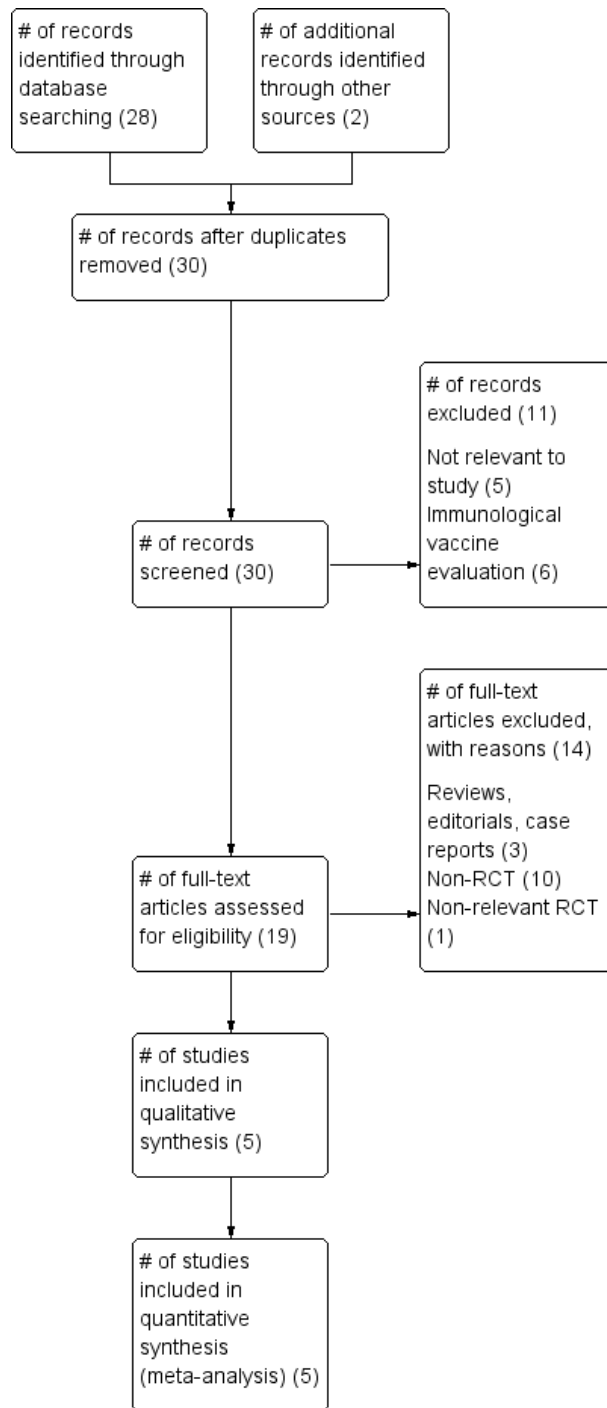 # of records
identified through
database
searching (28)
# of additional
records identified
through other
sources (2)
# of records after duplicates
removed (30)
# of records
excluded (11)
Not relevant to
study (5)
Immunological
vaccine
evaluation (6)
# of records
screened (30)
# of full-text
articles excluded,
with reasons (14)
Reviews,
editorials, case
reports (3)
Non-RCT (10)
Non-relevant RCT
(1)
# of full-text
articles assessed
for eligibility (19)
# of studies
included in
qualitative
synthesis (5)
# of studies
included in
quantitative
synthesis
(meta-analysis) (5)